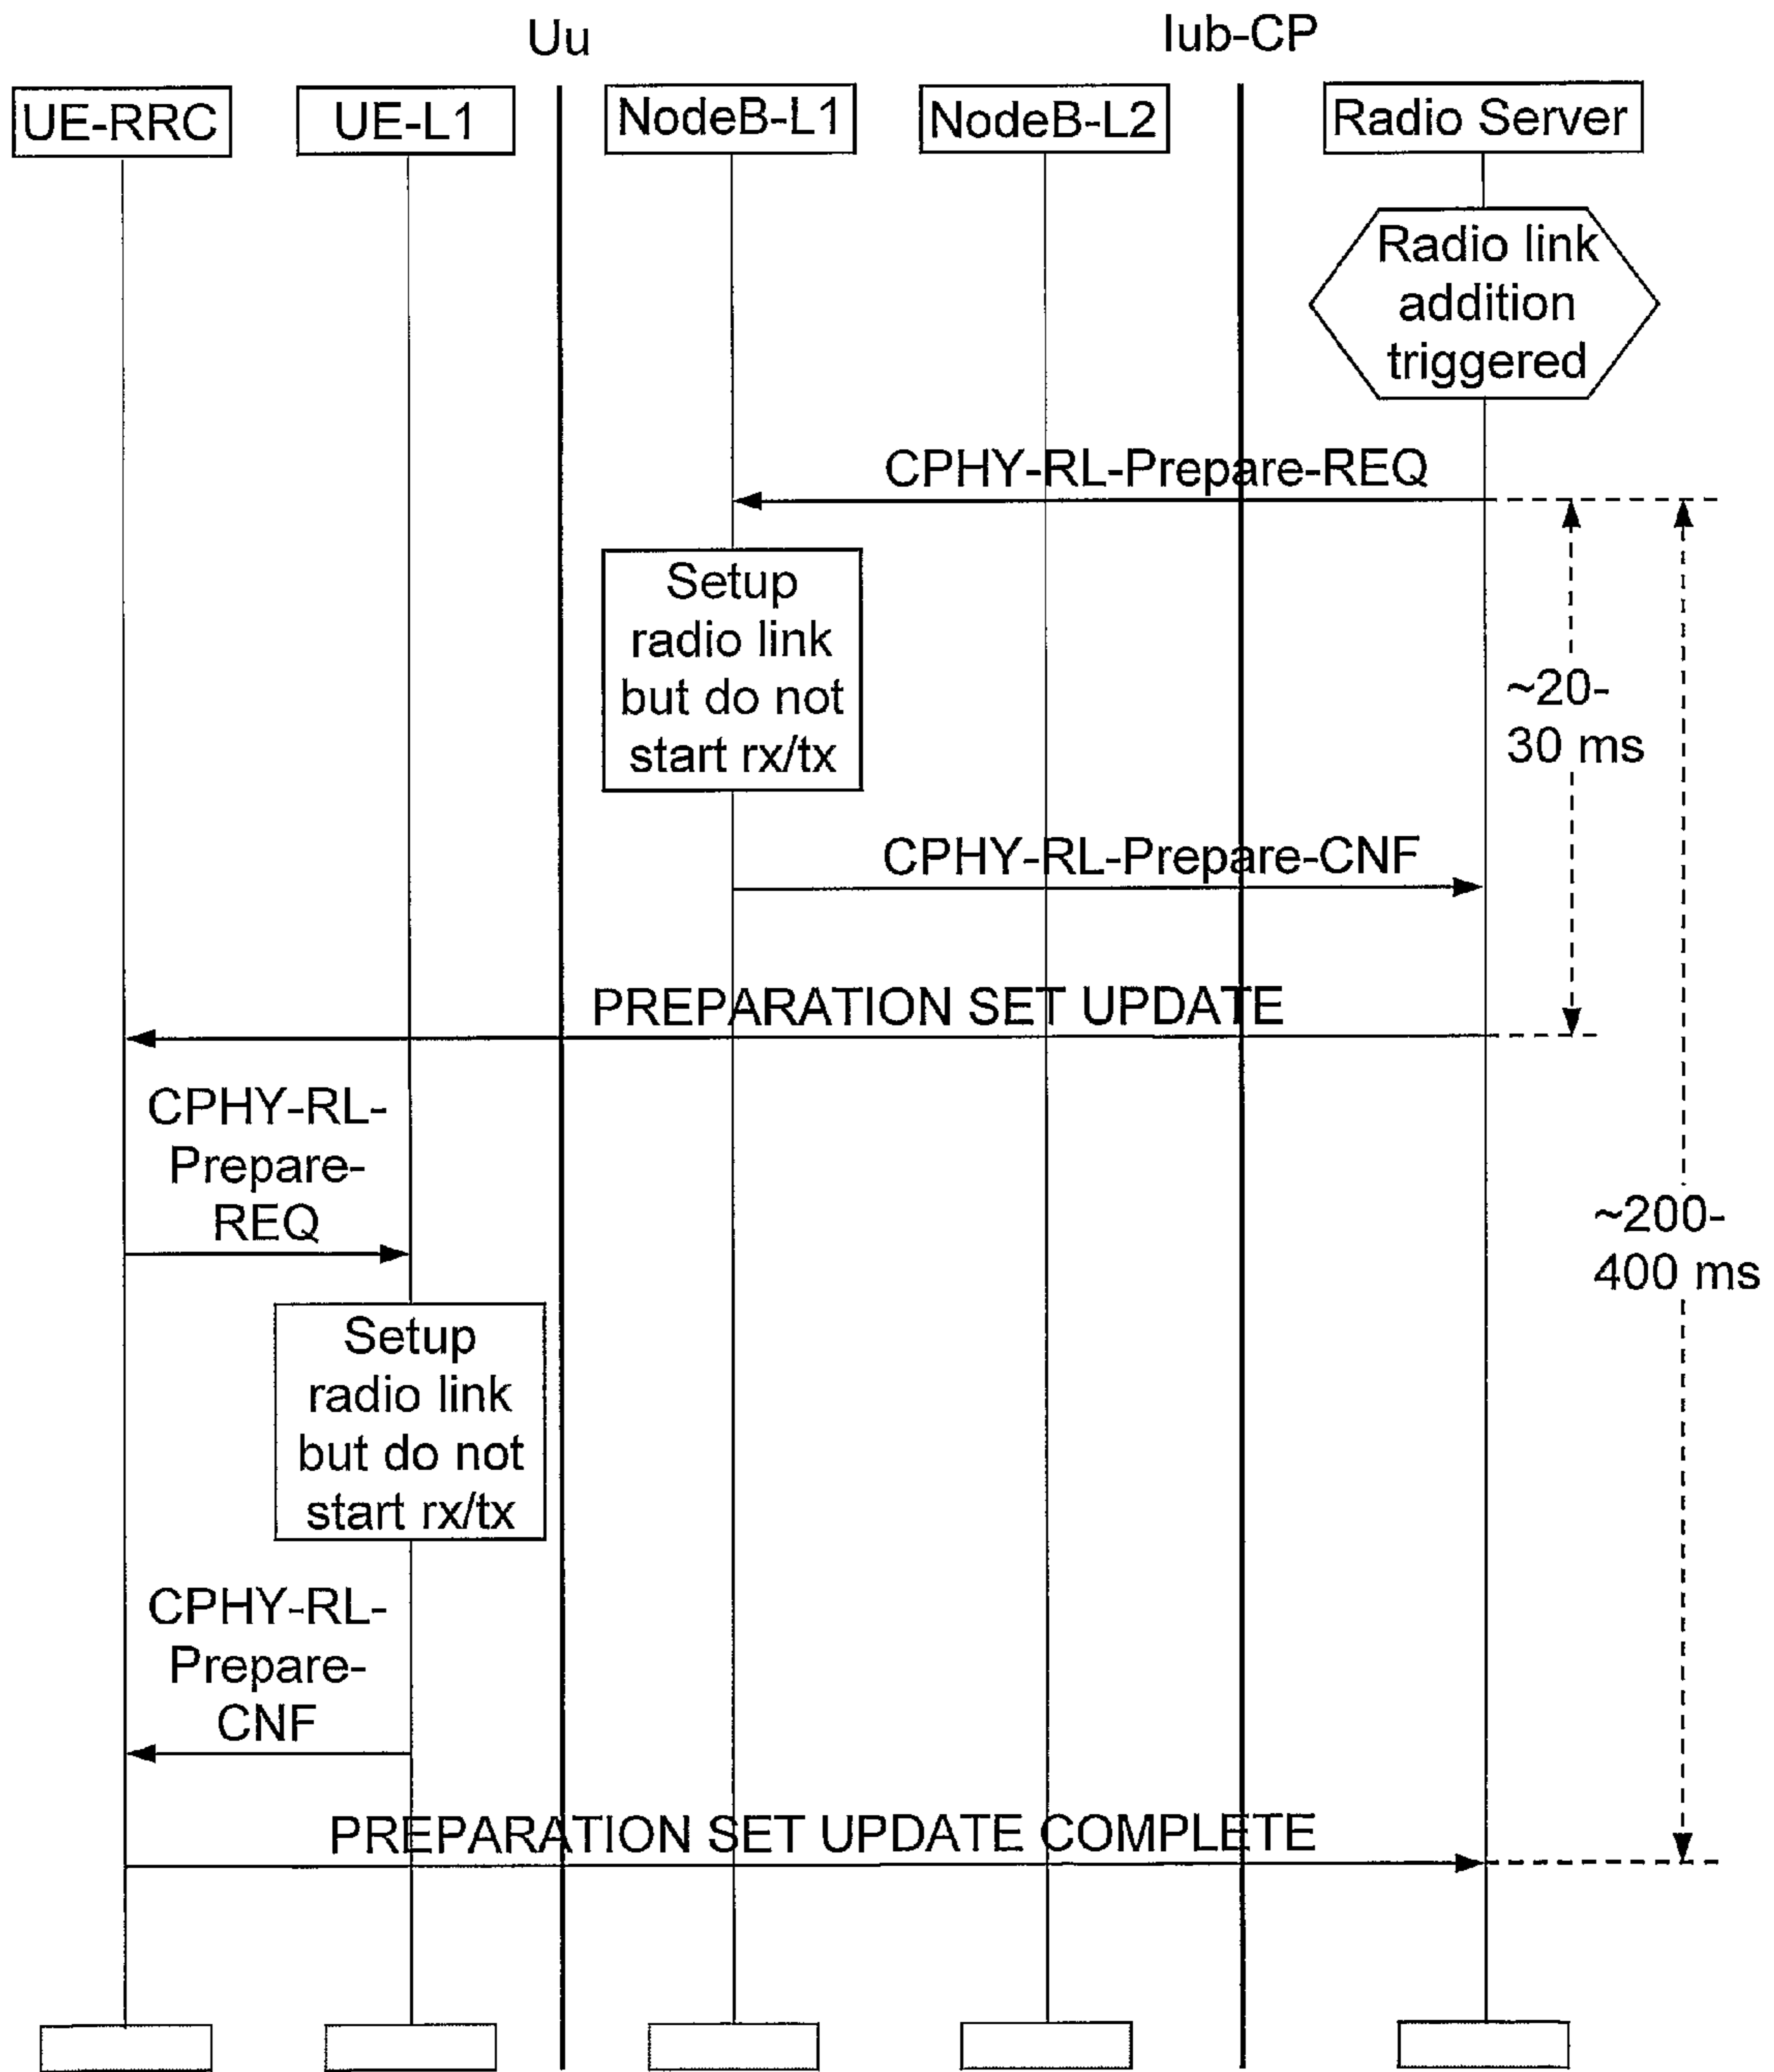 Uu
Iub-CP
UE-RRC
UE-L1
NodeB-L1
NodeB-L2
Radio Server
Radio link
addition
triggered
CPHY-RL-Prepare-REQ
Setup
radio link
but do not
start rx/tx
~20-
30 ms
CPHY-RL-Prepare-CNF
PREPARATION SET UPDATE
CPHY-RL-
Prepare-
REQ
~200-
400 ms
Setup
radio link
but do not
start rx/tx
CPHY-RL-
Prepare-
CNF
PREPARATION SET UPDATE COMPLETE